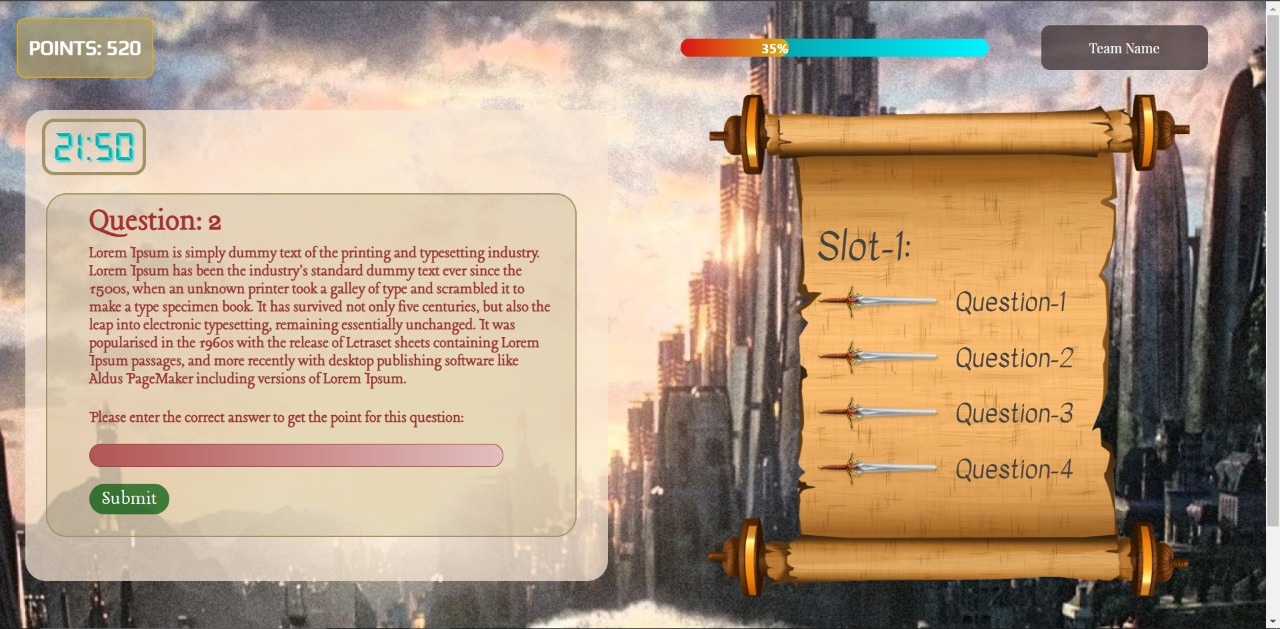 POINTS: 520
35%
Team Name
21:50
Question: 2
Lorem Ipsum is simply dummy text of the printing and typesetting industry.
Lorem Ipsum has been the industry's standard dummy text ever since the
1500s, when an unknown printer took a galley of type and scrambled it to
make a type specimen book. It has survived not only five centuries, but also the
leap into electronic typesetting, remaining essentially unchanged. It was
popularised in the 1960s with the release of Letraset sheets containing Lorem
Ipsum passages, and more recently with desktop publishing software like
Aldus PageMaker including versions of Lorem Ipsum.
Please enter the correct answer to get the point for this question:
Submit
Slot-1:
Question-1
Question-2
Question-3
Question-4